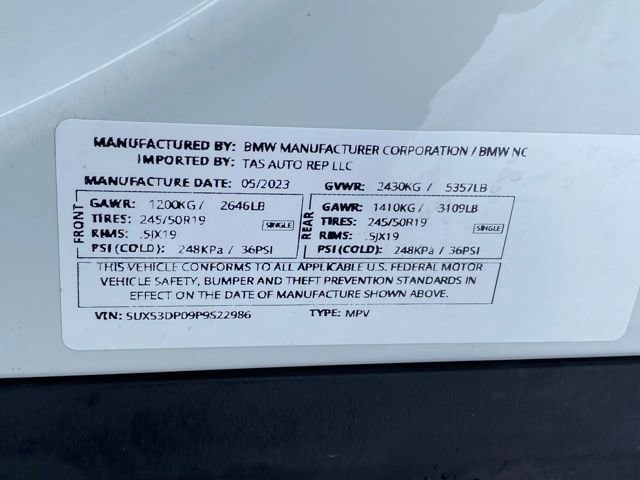 MANUFACTURED BY: BMW MANUFACTURER CORPORATION / BMW NC
IMPORTED BY: TAS AUTO REP LLC
MANUFACTURE DATE: 05/2023 GVWR: 2430KG / 5357LB
FRONT
GAWR: 1200KG / 2646LB
TIRES: 245/50R19
RIMS: .5JX19
PSI (COLD): 248KPa / 36PSI
SINGLE
REAR
GAWR: 1410KG / 3109LB
TIRES: 245/50R19
RIMS: .5JX19
PSI (COLD): 248KPa / 36PSI
SINGLE
THIS VEHICLE CONFORMS TO ALL APPLICABLE U.S. FEDERAL MOTOR
VEHICLE SAFETY, BUMPER AND THEFT PREVENTION STANDARDS IN
EFFECT ON THE DATE OF MANUFACTURE SHOWN ABOVE.
VIN: 5UX53DP09P9S22986 TYPE: MPV